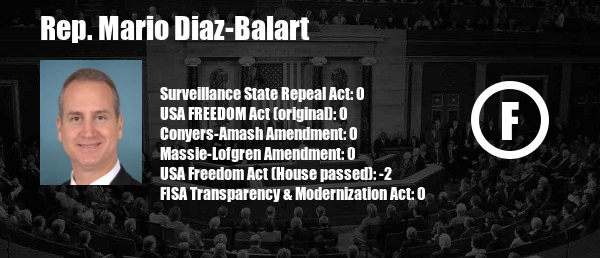 Rep. Mario Diaz-Balart
Surveillance State Repeal Act: 0
USA FREEDOM Act (original): 0
Conyers-Amash Amendment: 0
Massie-Lofgren Amendment: 0
USA Freedom Act (House passed): -2
FISA Transparency & Modernization Act: 0
F